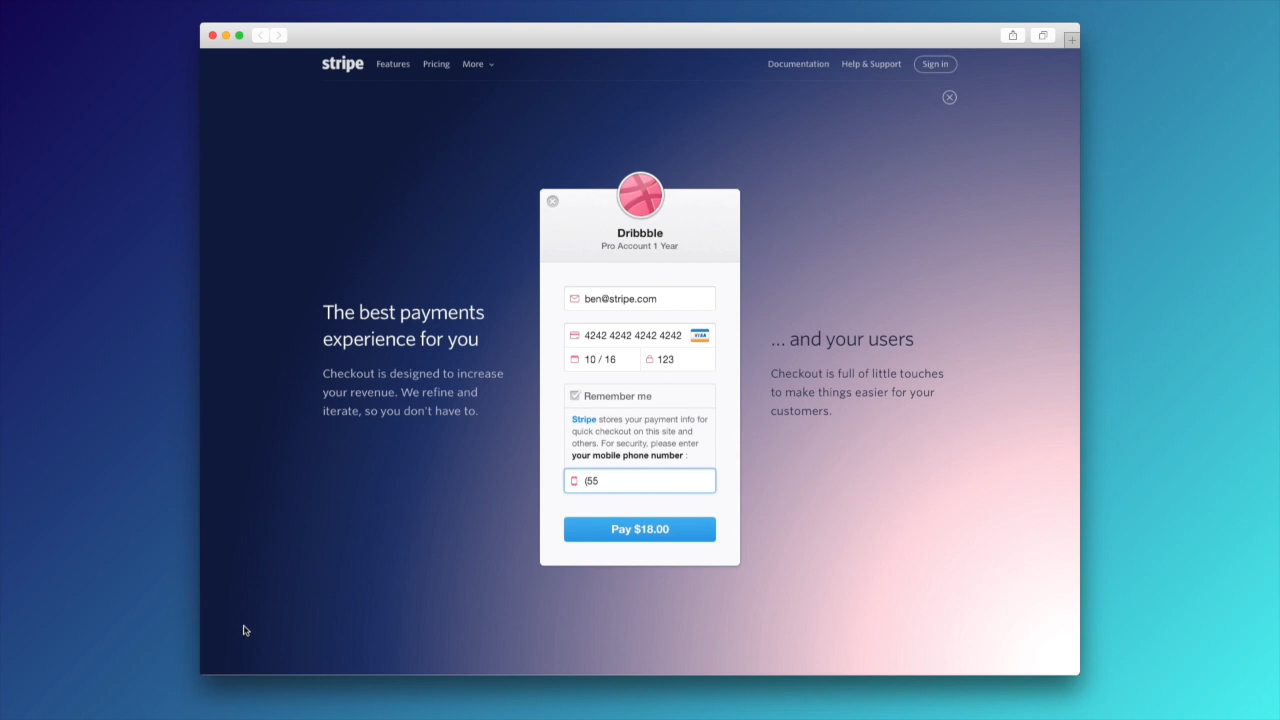 stripe Features Pricing More Documentation Help & Support Sign in
Dribbble
Pro Account 1 Year
The best payments
experience for you
Checkout is designed to increase
your revenue. We refine and
iterate, so you don't have to.
ben@stripe.com
4242 4242 4242 4242 VISA
10 / 16 123
Remember me
Stripe stores your payment info for
quick checkout on this site and
others. For security, please enter
your mobile phone number :
(55
Pay $18.00
... and your users
Checkout is full of little touches
to make things easier for your
customers.